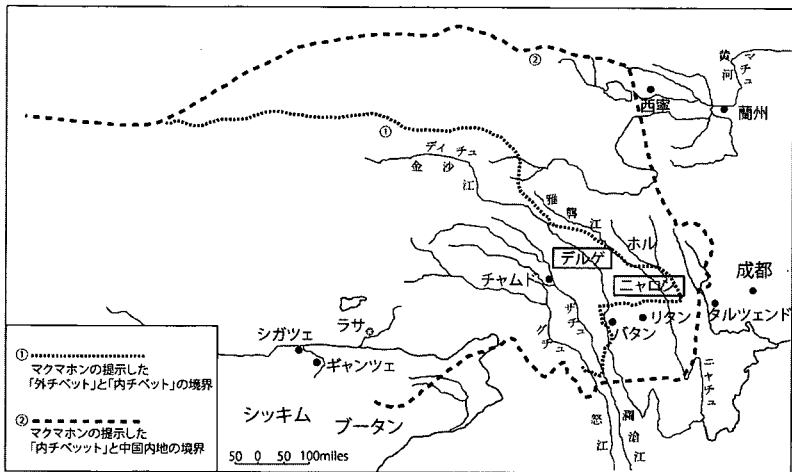 ②
黄河
マチュ
西寧
蘭州
①
ディチュ
金沙江
雅礱江
ホル
デルゲ
チャムド
ニャロン
成都
タルツェンド
リタン
バタン
ザチュ
グチュ
ニャチュ
ラサ
シガツェ
ギャンツェ
シッキム
ブータン
怒江
瀾滄江
50 0 50 100miles
①
マクマホンの提示した
「外チベット」と「内チベット」の境界
②
マクマホンの提示した
「内チベッット」と中国内地の境界